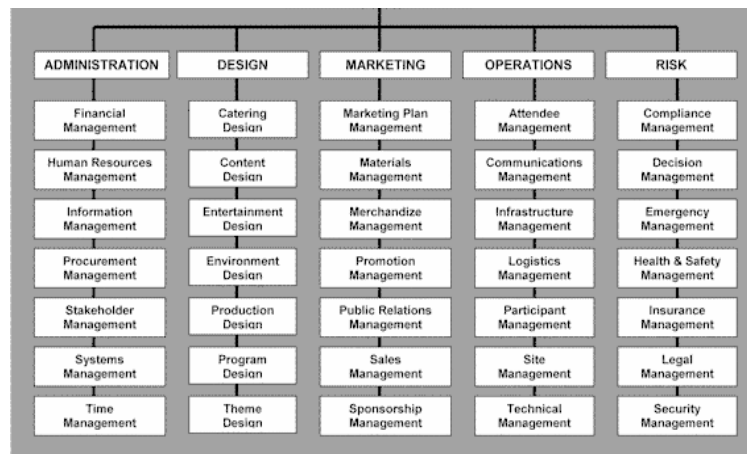 ADMINISTRATION
DESIGN
MARKETING
OPERATIONS
RISK
Financial
Management
Human Resources
Management
Information
Management
Procurement
Management
Stakeholder
Management
Systems
Management
Time
Management
Catering
Design
Content
Design
Entertainment
Design
Environment
Design
Production
Design
Program
Design
Theme
Design
Marketing Plan
Management
Materials
Management
Merchandize
Management
Promotion
Management
Public Relations
Management
Sales
Management
Sponsorship
Management
Attendee
Management
Communications
Management
Infrastructure
Management
Logistics
Management
Participant
Management
Site
Management
Technical
Management
Compliance
Management
Decision
Management
Emergency
Management
Health & Safety
Management
Insurance
Management
Legal
Management
Security
Management